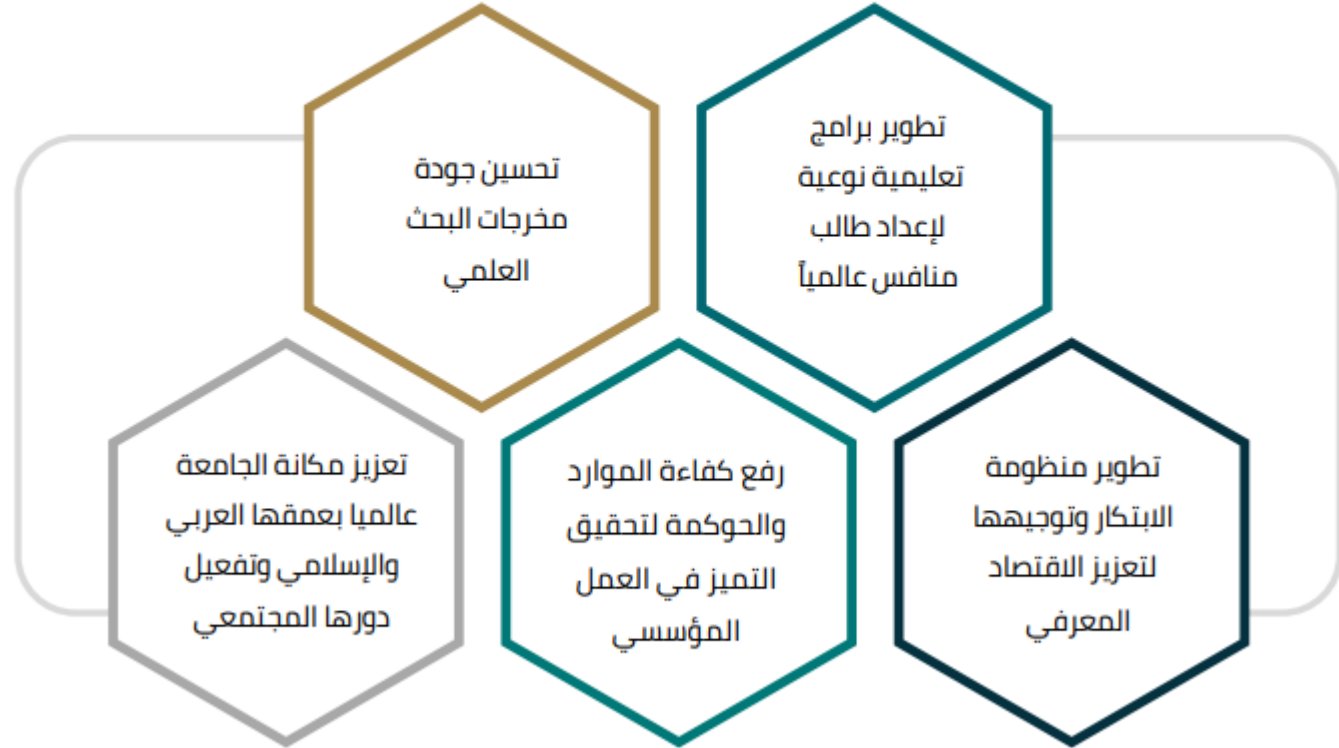 تطوير برامج
تعليمية نوعية
لإعداد طالب
منافس عالمياً
تحسين جودة
مخرجات البحث
العلمي
تطوير منظومة
الابتكار وتوجيهها
لتعزيز الاقتصاد
المعرفي
رفع كفاءة الموارد
والحوكمة لتحقيق
التميز في العمل
المؤسسي
تعزيز مكانة الجامعة
عالميا بعمقها العربي
والإسلامي وتفعيل
دورها المجتمعي